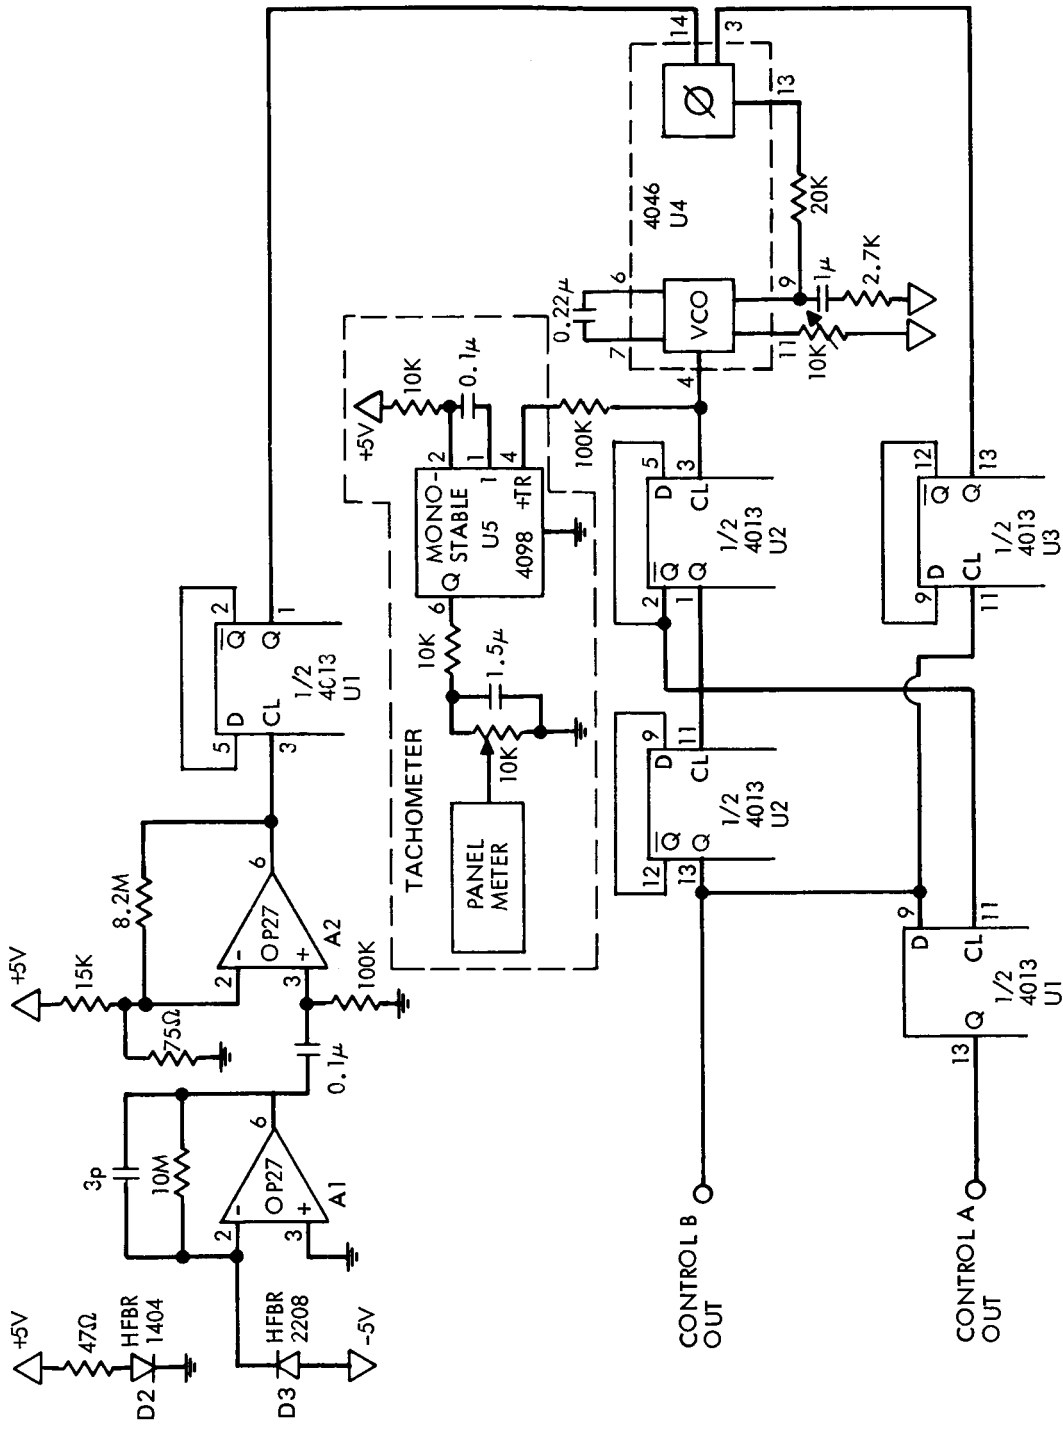 +5V
47Ω
HFBR
1404
D2
HFBR
2208
D3
-5V
3p
10M
2
-
OP27
+
3
6
A1
0.1μ
+5V
15K
75Ω
100K
8.2M
2
-
OP27
+
3
6
A2
5
D
CL
3
Q
2
Q
1
1/2
4013
U1
TACHOMETER
PANEL
METER
10K
1.5μ
10K
6
Q
MONO-
STABLE
U5
4098
+TR
2
1
1
4
+5V
10K
0.1μ
100K
0.22μ
7
6
4
VCO
4046
U4
Ø
14
3
13
20K
9
11
10K
1μ
2.7K
12
Q
13
Q
D
9
CL
11
1/2
4013
U2
2
Q
1
Q
D
5
CL
3
1/2
4013
U2
9
D
CL
11
Q
12
Q
13
1/2
4013
U3
9
D
CL
11
Q
13
1/2
4013
U1
CONTROL B
OUT
CONTROL A
OUT